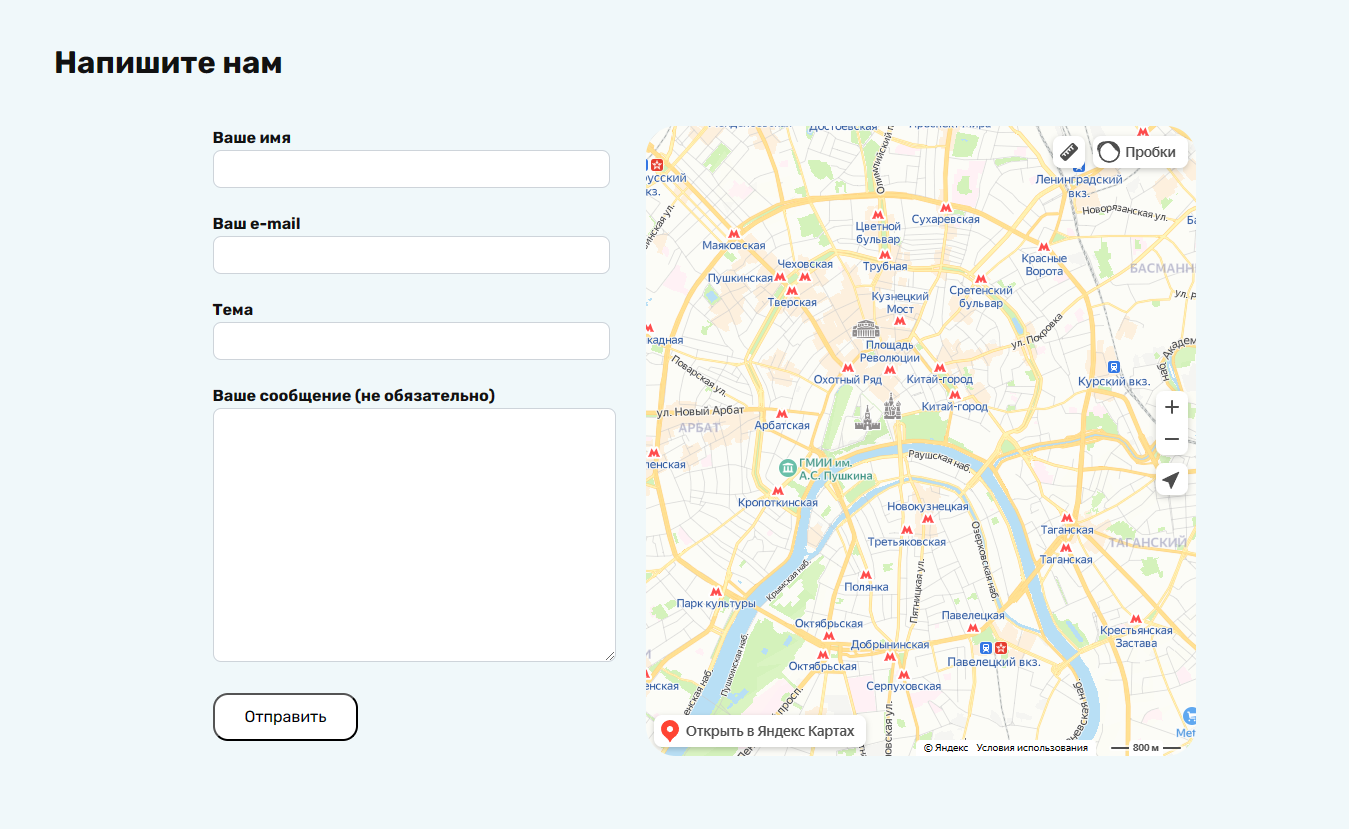 Напишите нам
Ваше имя
Ваш e-mail
Тема
Ваше сообщение (не обязательно)
Отправить
Достоевская
Олимпийский
Пробки
Ленинградский
вкз.
Новорязанская ул.
Сухаревская
Цветной
бульвар
Маяковская
Красные
Ворота
Трубная
Чеховская
Пушкинская
Тверская
Сретенский
бульвар
Кузнецкий
Мост
ул. Покровка
Площадь
Революции
Охотный Ряд
Китай-город
Китай-город
Курский вкз.
Поварская ул.
ул. Новый Арбат
АРБАТ
Арбатская
ГМИИ им.
А.С. Пушкина
Раушская наб.
Кропоткинская
Новокузнецкая
Третьяковская
Озерковская наб.
Таганская
ТАГАНСКИЙ
Таганская
Крымская наб.
Полянка
Пятницкая ул.
Парк культуры
Октябрьская
Павелецкая
Добрынинская
Крестьянская
Застава
Октябрьская
Павелецкий вкз.
Пушкинская наб.
Серпуховская
Открыть в Яндекс Картах
© Яндекс Условия использования
800 м